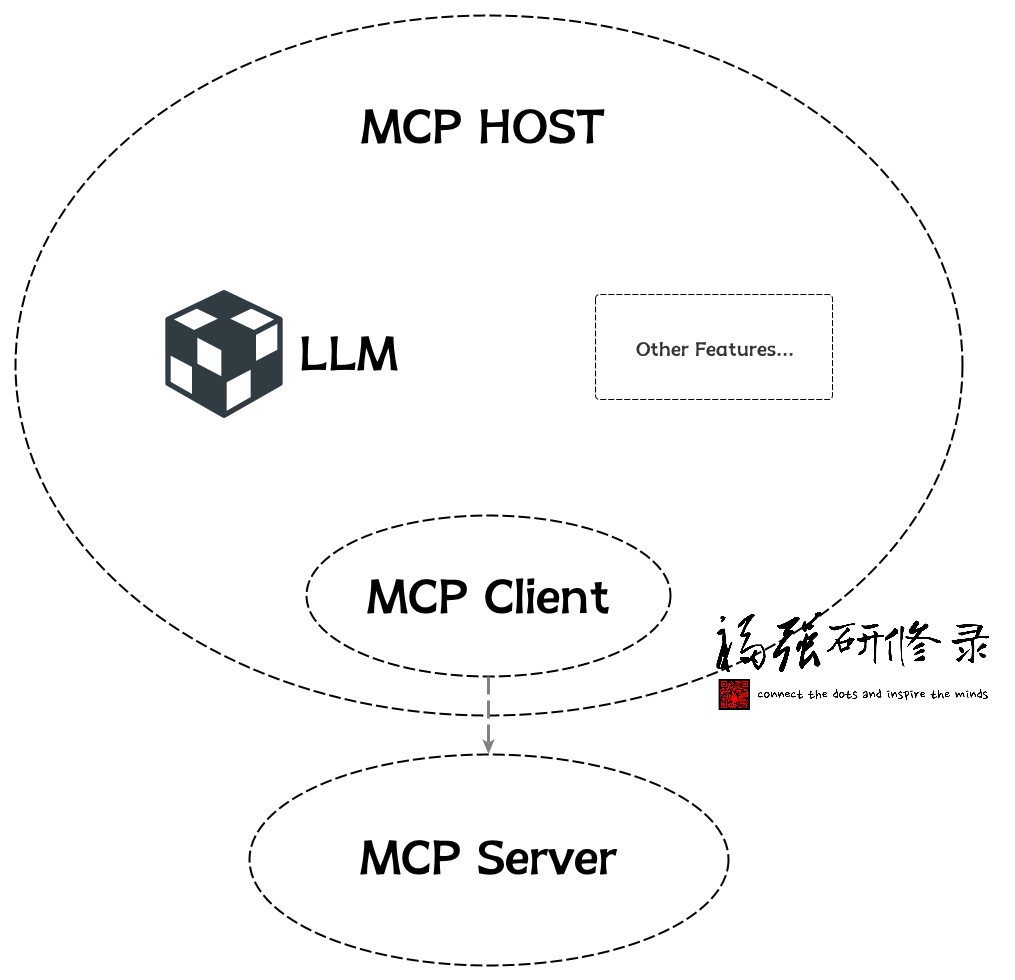 MCP HOST
LLM
Other Features...
MCP Client
福强研修录
connect the dots and inspire the minds
MCP Server